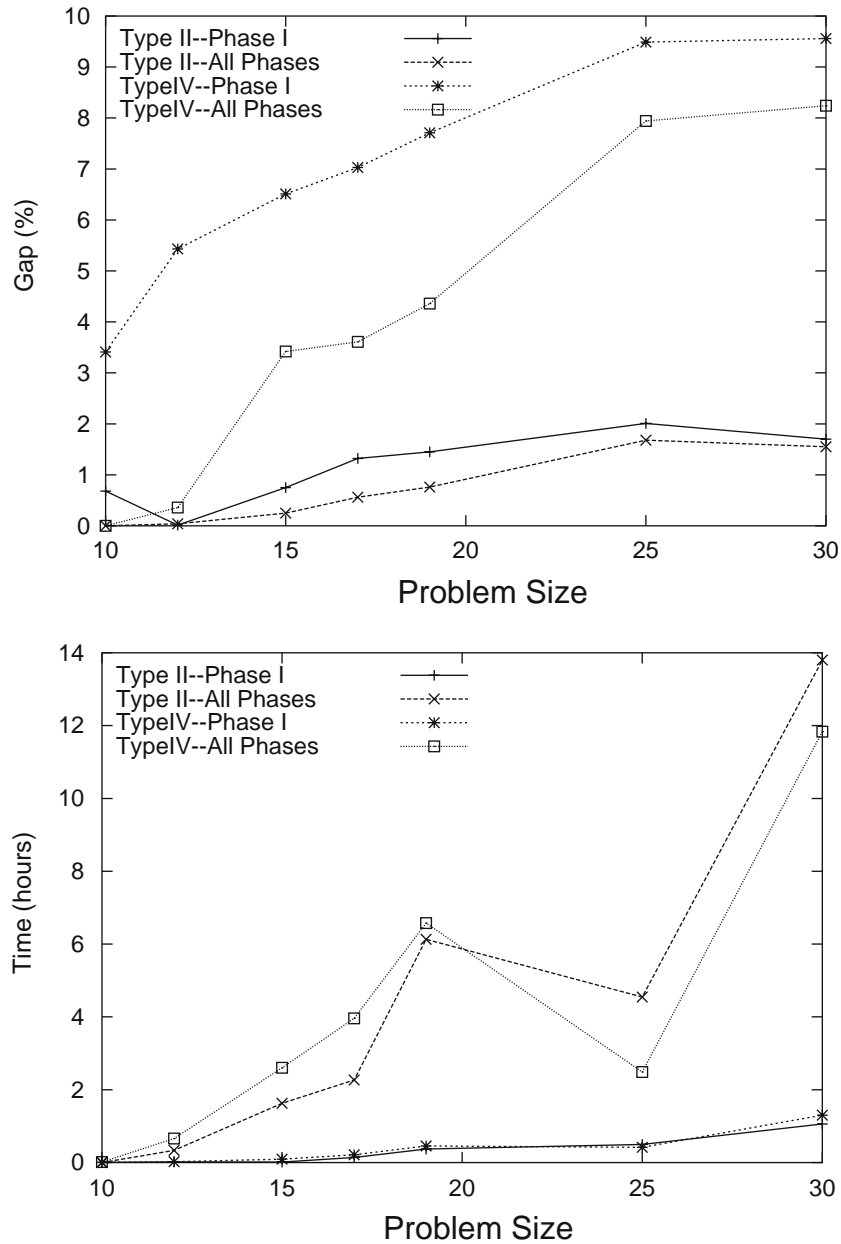 10
9
8
7
6
5
4
3
2
1
0
Gap (%)
Type II--Phase I
Type II--All Phases
TypeIV--Phase I
TypeIV--All Phases
10 15 20 25 30
Problem Size
14
12
10
8
6
4
2
0
Time (hours)
Type II--Phase I
Type II--All Phases
TypeIV--Phase I
TypeIV--All Phases
10 15 20 25 30
Problem Size